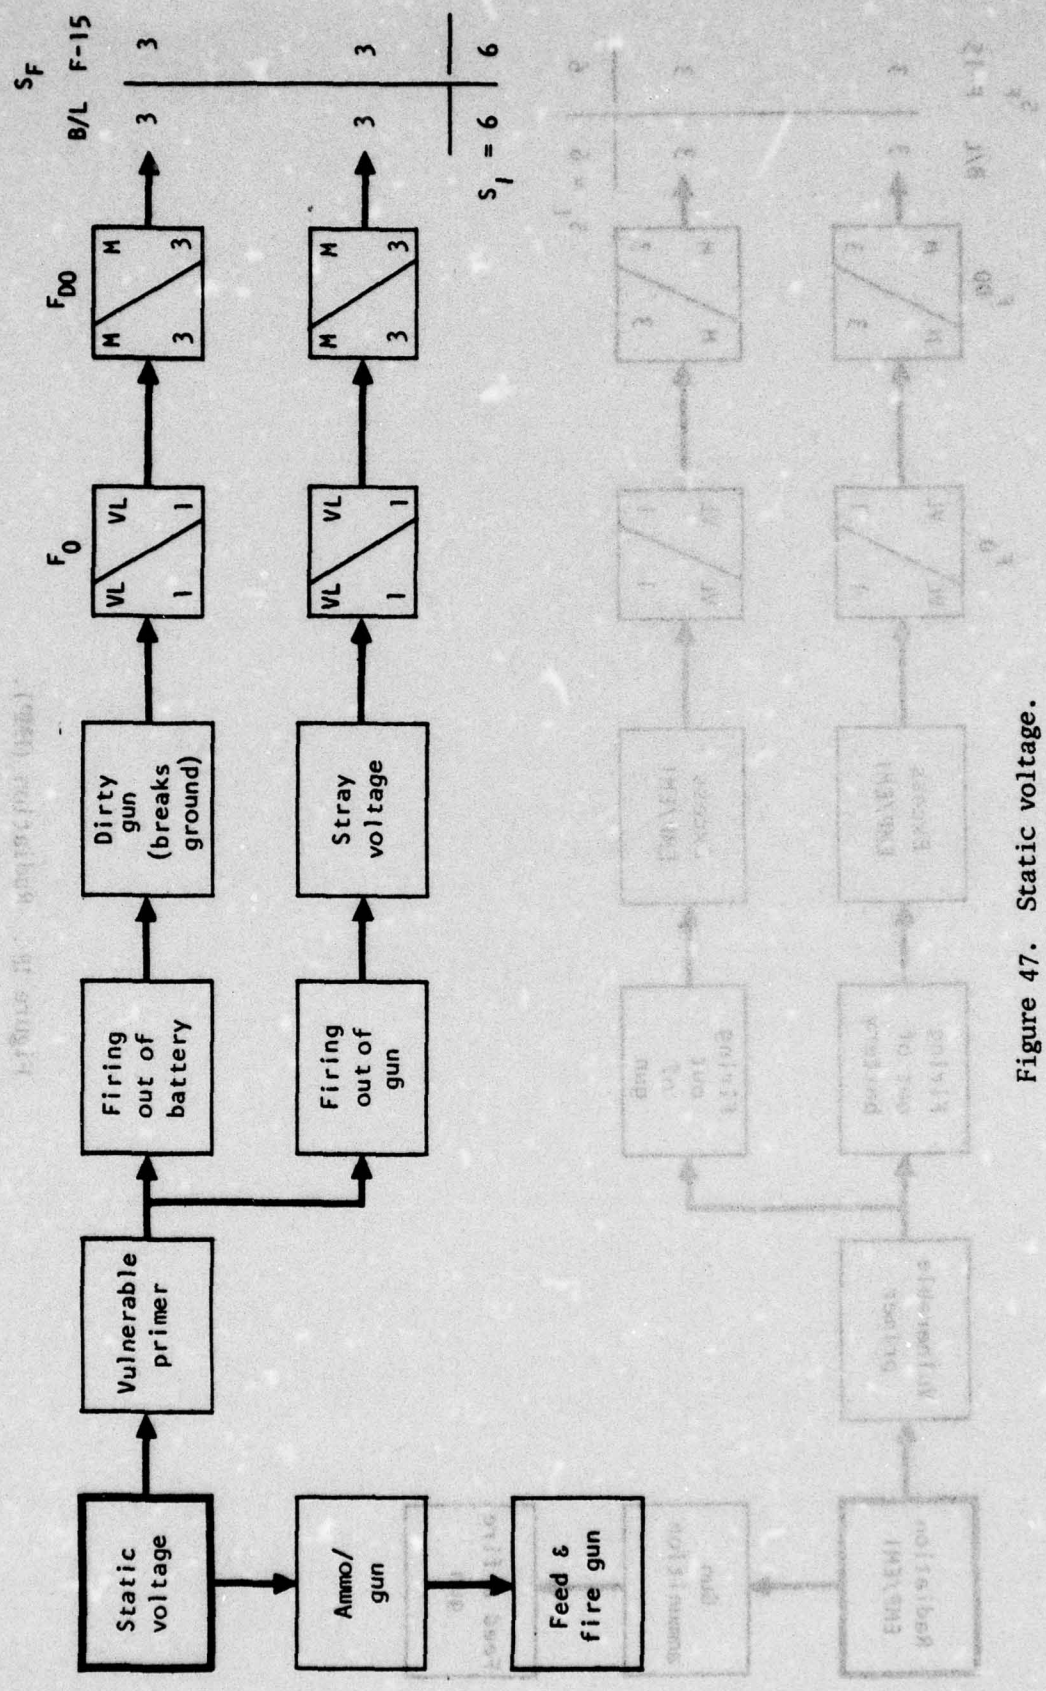 S_F
B/L F-15
F_O
F_DO
Static
voltage
Vulnerable
primer
Firing
out of
battery
Dirty
gun
(breaks
ground)
VL VL
1 1
M M
3 3
3 3
Ammo/
gun
Firing
out of
gun
Stray
voltage
VL VL
1 1
M M
3 3
3 3
S_I = 6 6
Feed &
fire gun
Figure 47. Static voltage.